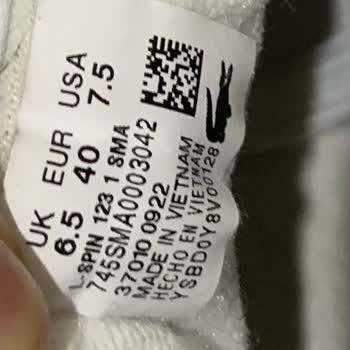 UK EUR USA
6.5 40 7.5
L.SPIN 123 1 SMA
745SMA0003042
37010 0922
MADE IN VIETNAM
HECHO EN VIETNAM
YSBD0Y8V00128